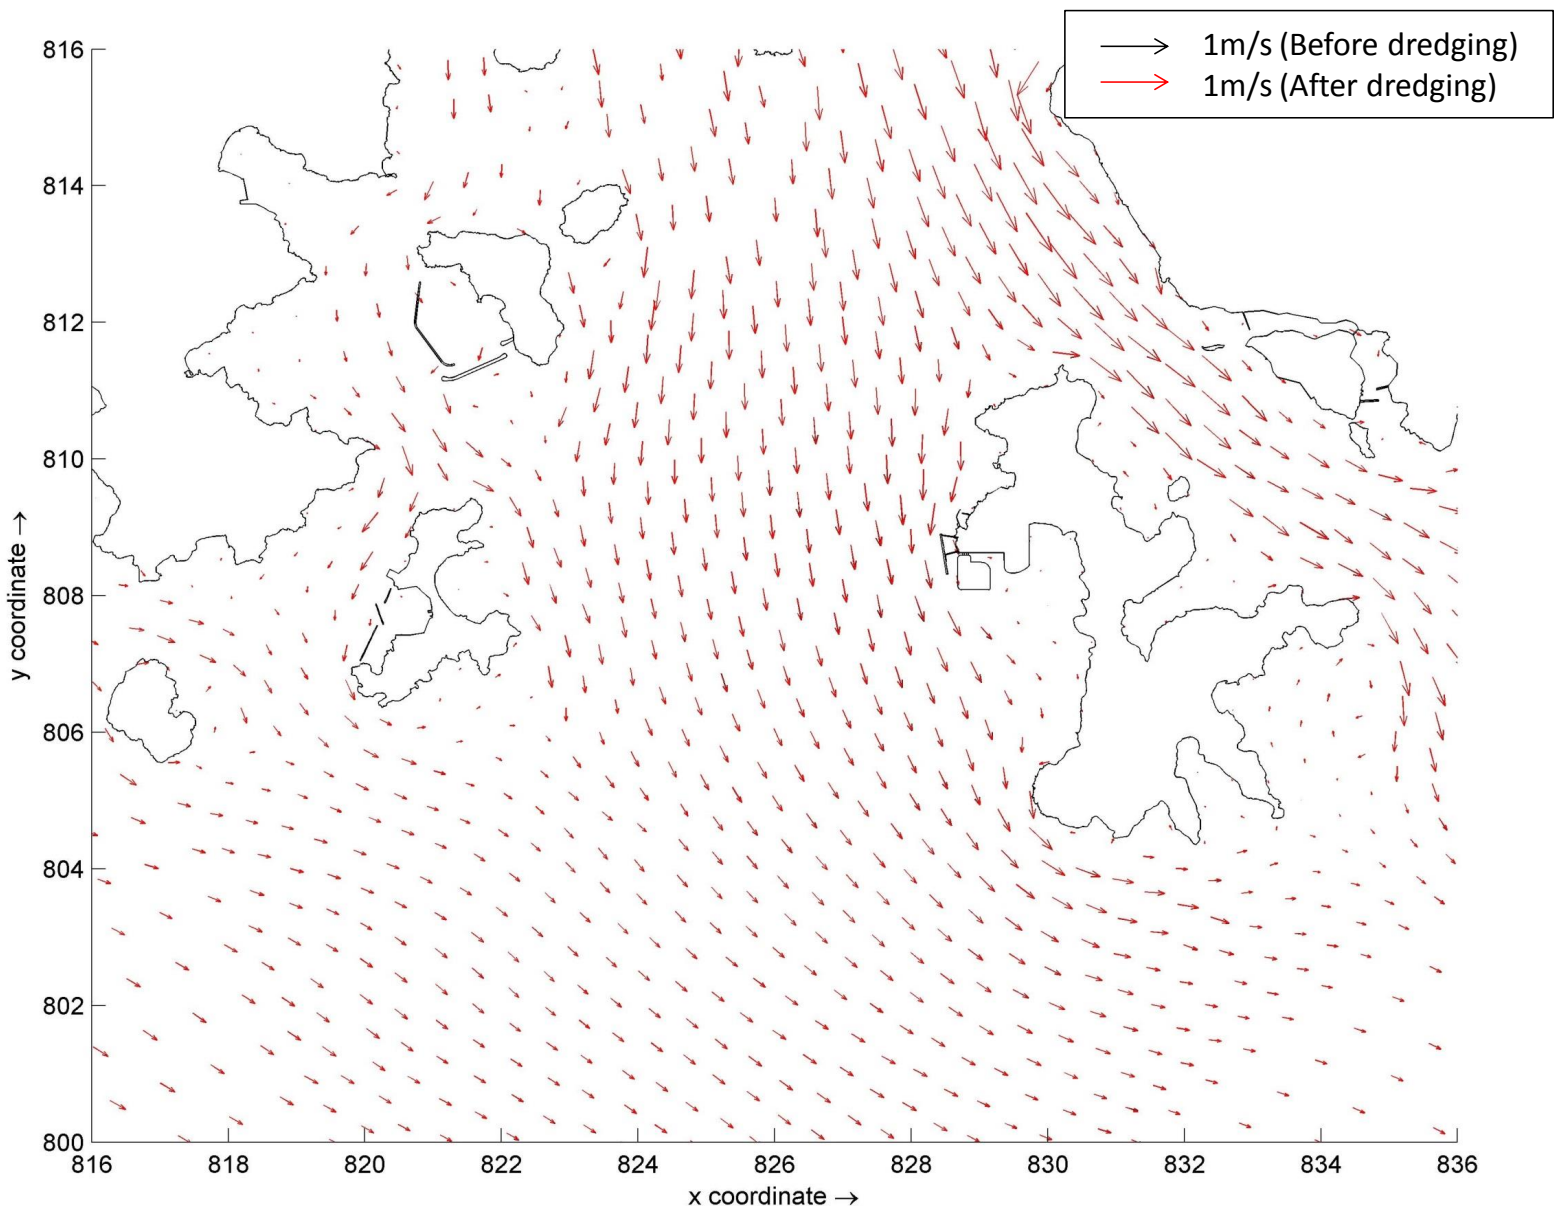 1m/s (Before dredging)
1m/s (After dredging)
816
814
812
810
808
806
804
802
800
y coordinate →
816 818 820 822 824 826 828 830 832 834 836
x coordinate →